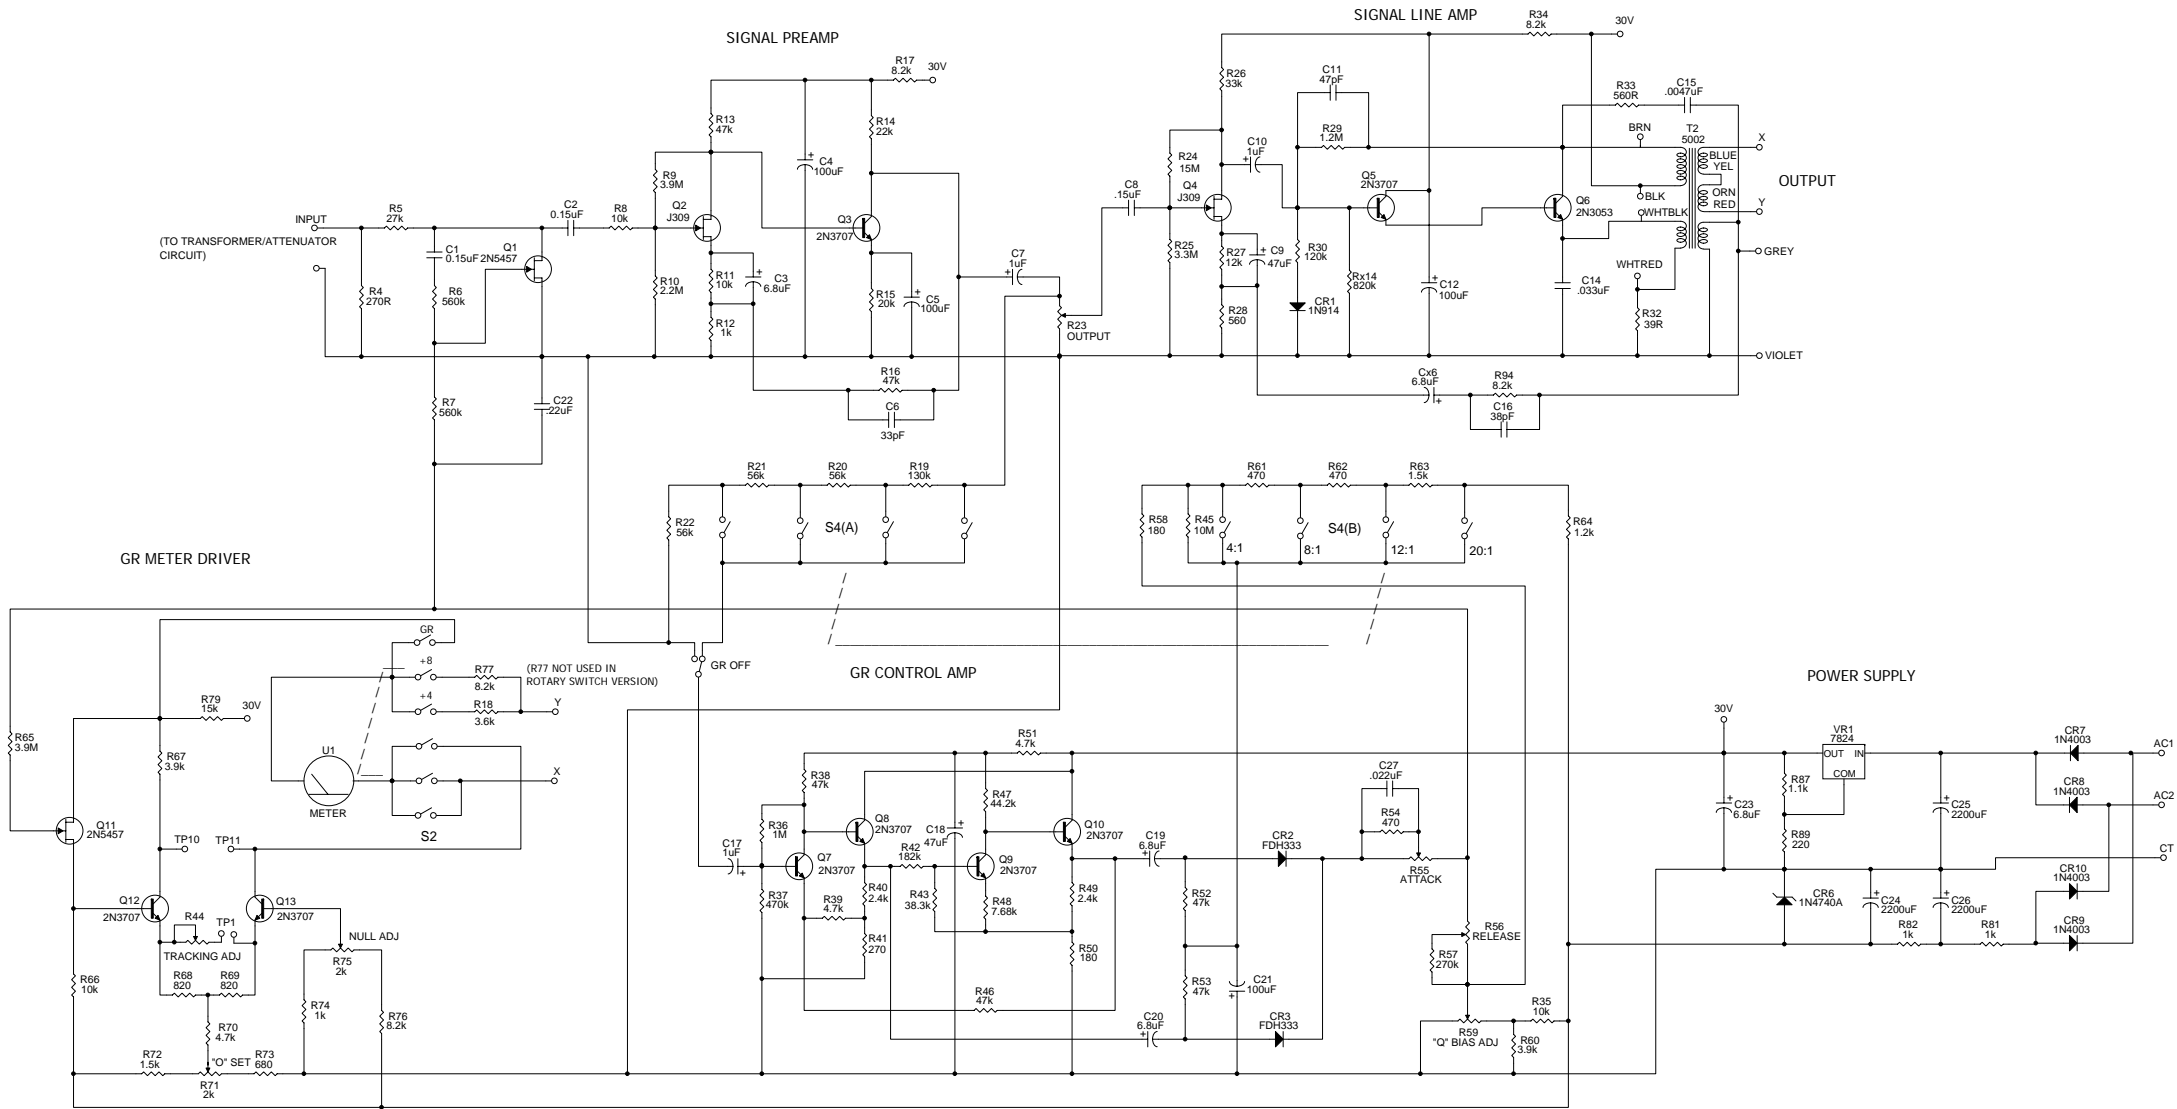 SIGNAL PREAMP
SIGNAL LINE AMP
R34
8.2k
30V
R17
8.2k
30V
R13
47k
R14
22k
C4
100uF
R9
3.9M
R5
27k
INPUT
(TO TRANSFORMER/ATTENUATOR
CIRCUIT)
C2
0.15uF
R8
10k
Q2
J309
Q3
2N3707
C1
0.15uF
Q1
2N5457
R4
270R
R6
560k
R10
2.2M
R11
10k
C3
6.8uF
R12
1k
R15
20k
C5
100uF
C7
1uF
R23
OUTPUT
R16
47k
C6
33pF
R7
560k
C22
.22uF
R26
33k
C11
47pF
R29
1.2M
C10
1uF
R24
15M
C8
.15uF
Q4
J309
Q5
2N3707
Q6
2N3053
R33
560R
C15
.0047uF
BRN
T2
5002
X
BLUE
YEL
OUTPUT
BLK
ORN
RED
Y
WHTBLK
GREY
WHTRED
R25
3.3M
R27
12k
C9
47uF
R30
120k
Rx14
820k
CR1
1N914
R28
560
C12
100uF
C14
.033uF
R32
39R
VIOLET
Cx6
6.8uF
R94
8.2k
C16
38pF
R21
56k
R20
56k
R19
130k
R22
56k
S4(A)
R61
470
R62
470
R63
1.5k
R58
180
R45
10M
S4(B)
R64
1.2k
4:1
8:1
12:1
20:1
GR METER DRIVER
GR
+8
R77
8.2k
(R77 NOT USED IN
ROTARY SWITCH VERSION)
+4
R18
3.6k
Y
R79
15k
30V
R65
3.9M
R67
3.9k
U1
METER
X
S2
Q11
2N5457
TP10
TP11
Q12
2N3707
Q13
2N3707
R44
TP1
TRACKING ADJ
NULL ADJ
R75
2k
R66
10k
R68
820
R69
820
R74
1k
R76
8.2k
R70
4.7k
R72
1.5k
"O" SET
R73
680
R71
2k
GR OFF
GR CONTROL AMP
R51
4.7k
R38
47k
R47
44.2k
R36
1M
Q8
2N3707
C18
47uF
Q10
2N3707
C17
1uF
Q7
2N3707
R42
182k
Q9
2N3707
R37
470k
R39
4.7k
R40
2.4k
R43
38.3k
R48
7.68k
R49
2.4k
R41
270
R50
180
R46
47k
C19
6.8uF
CR2
FDH333
C27
.022uF
R54
470
R55
ATTACK
R52
47k
R53
47k
C21
100uF
C20
6.8uF
CR3
FDH333
R56
RELEASE
R57
270k
R59
"Q" BIAS ADJ
R35
10k
R60
3.9k
POWER SUPPLY
30V
VR1
7824
OUT
IN
COM
CR7
1N4003
AC1
CR8
1N4003
AC2
C23
6.8uF
R87
1.1k
C25
2200uF
R89
220
CT
CR10
1N4003
CR6
1N4740A
C24
2200uF
C26
2200uF
CR9
1N4003
R82
1k
R81
1k